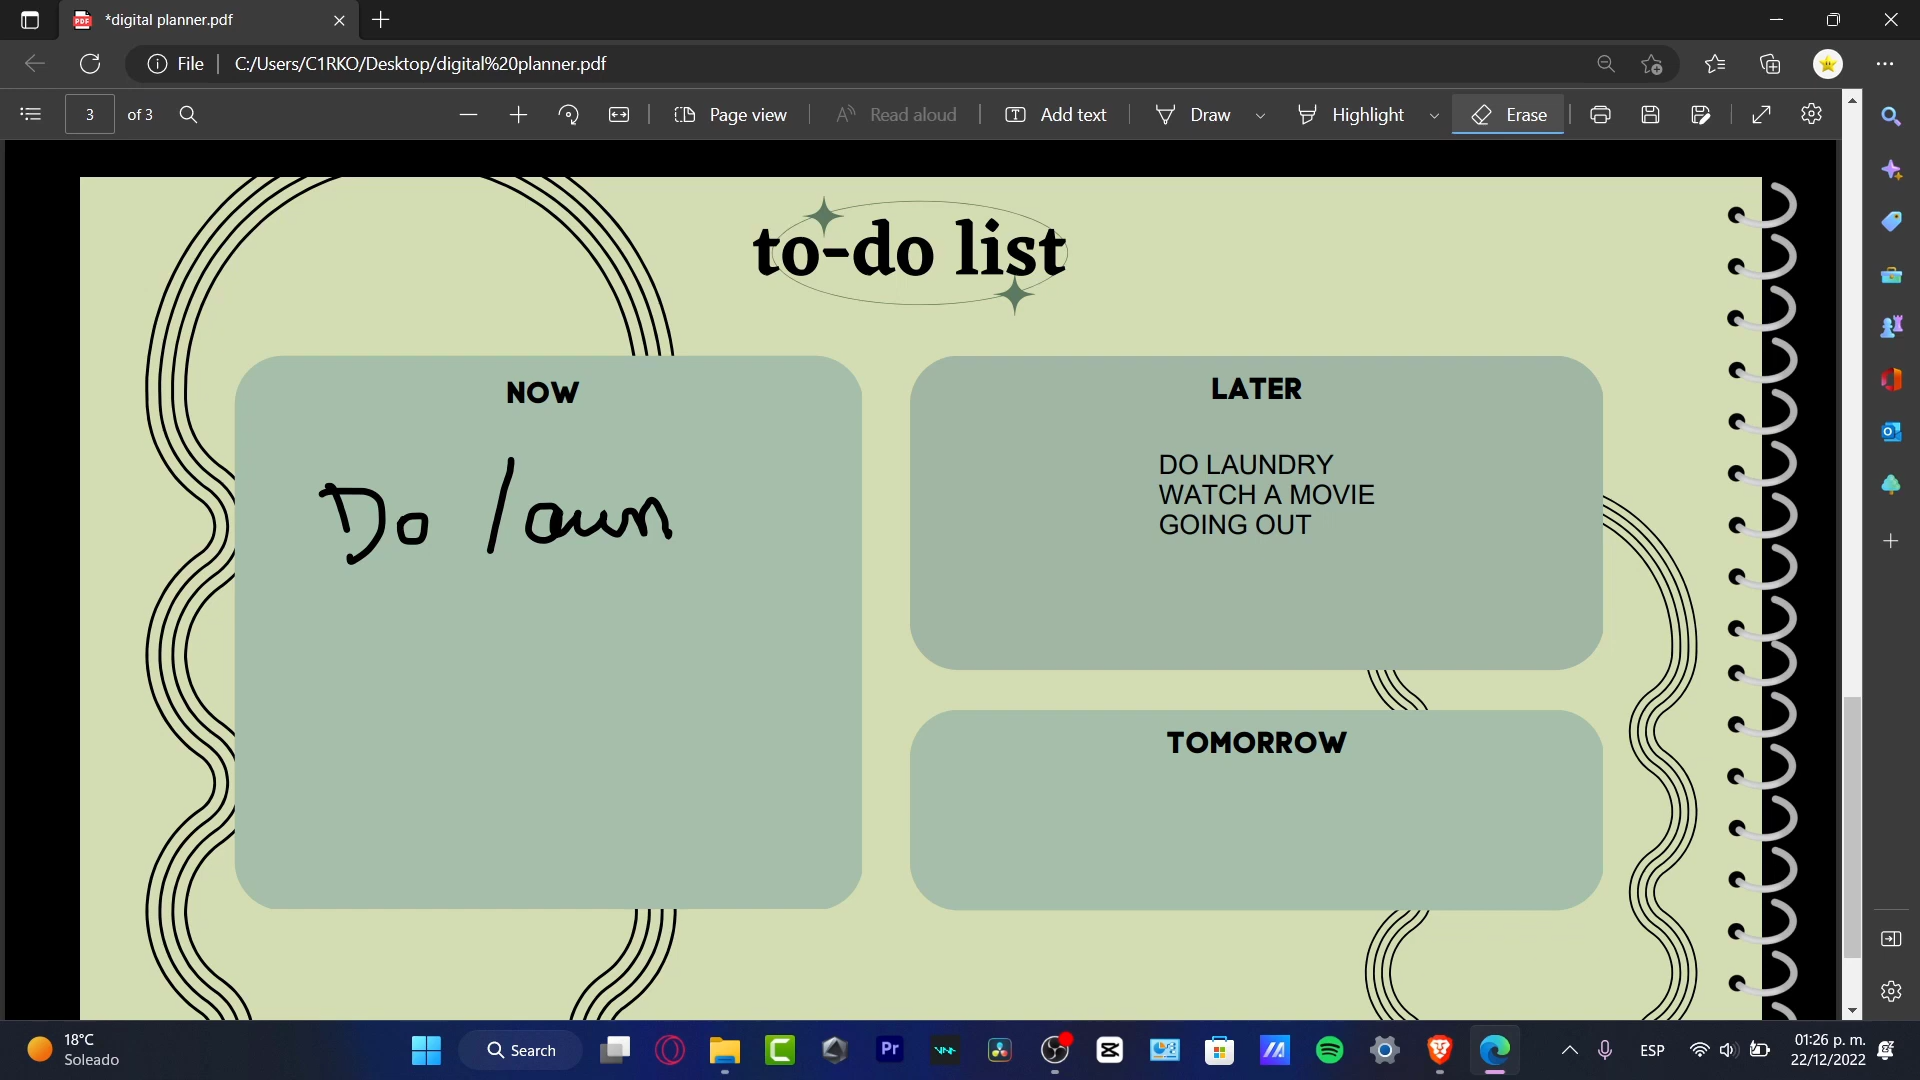 *digital planner.pdf
File C:/Users/C1RKO/Desktop/digital%20planner.pdf
3 of 3 Page view Read aloud Add text Draw Highlight Erase
to-do list
NOW
Do laun
LATER
DO LAUNDRY
WATCH A MOVIE
GOING OUT
TOMORROW
18°C
Soleado
Search
Pr
ESP
01:26 p. m.
22/12/2022